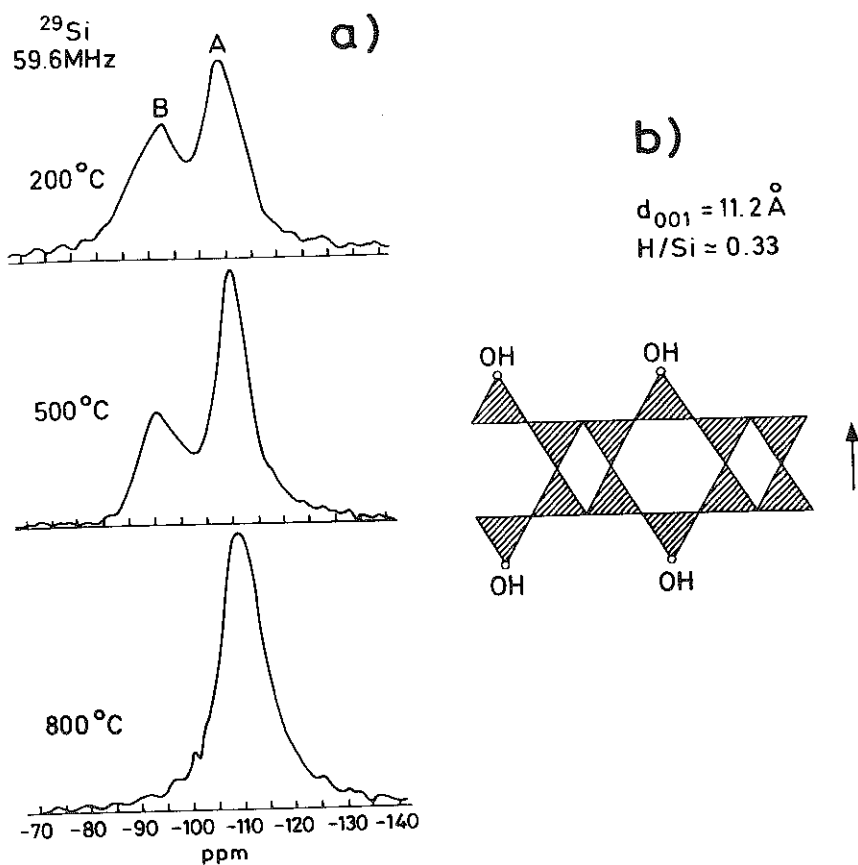 a)
²⁹Si
59.6MHz
B
A
200°C
500°C
800°C
-70 -80 -90 -100 -110 -120 -130 -140
ppm
b)
d₀₀₁ = 11.2 Å
H/Si ≃ 0.33
OH OH
OH OH